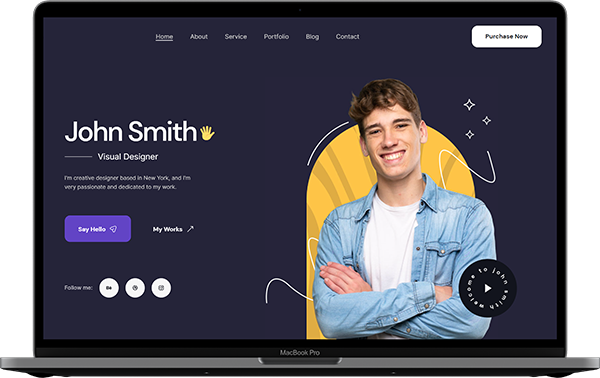 Home About Service Portfolio Blog Contact Purchase Now
John Smith
Visual Designer
I'm creative designer based in New York, and I'm
very passionate and dedicated to my work.
Say Hello My Works
Follow me: Bē
welcome to john smith
MacBook Pro